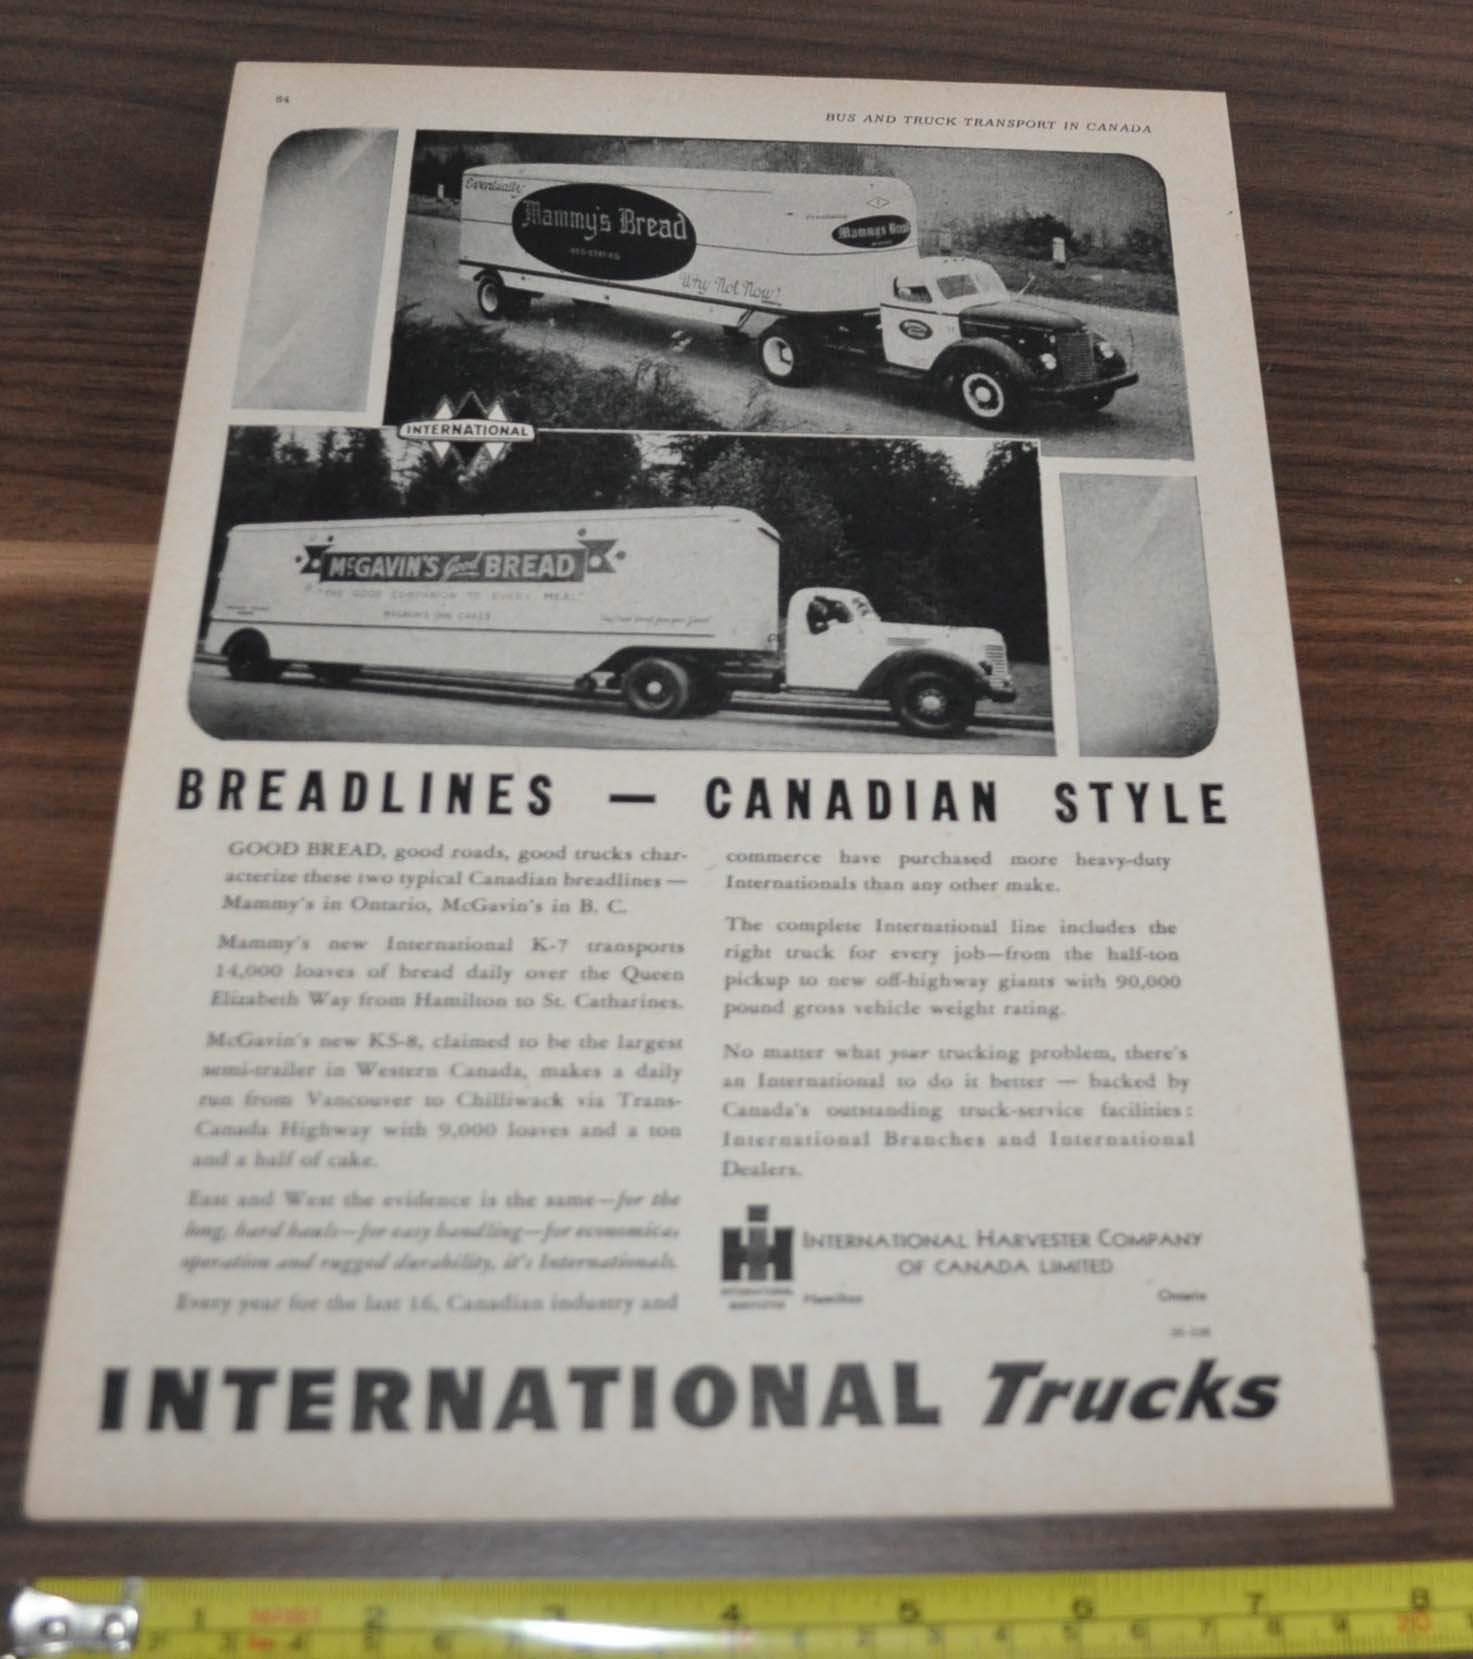 64
BUS AND TRUCK TRANSPORT IN CANADA
Eventually
Mammy's Bread
REGISTERED
Mammys Bread
Why Not Now?
INTERNATIONAL
McGAVIN'S Good BREAD
"THE GOOD COMPANION TO EVERY MEAL"
BREADLINES — CANADIAN STYLE
GOOD BREAD, good roads, good trucks char-
acterize these two typical Canadian breadlines —
Mammy's in Ontario, McGavin's in B. C.
Mammy's new International K-7 transports
14,000 loaves of bread daily over the Queen
Elizabeth Way from Hamilton to St. Catharines.
McGavin's new KS-8, claimed to be the largest
semi-trailer in Western Canada, makes a daily
run from Vancouver to Chilliwack via Trans-
Canada Highway with 9,000 loaves and a ton
and a half of cake.
East and West the evidence is the same—for the
long, hard hauls—for easy handling—for economical
operation and rugged durability, it's Internationals.
Every year for the last 16, Canadian industry and
commerce have purchased more heavy-duty
Internationals than any other make.
The complete International line includes the
right truck for every job—from the half-ton
pickup to new off-highway giants with 90,000
pound gross vehicle weight rating.
No matter what your trucking problem, there's
an International to do it better — backed by
Canada's outstanding truck-service facilities:
International Branches and International
Dealers.
INTERNATIONAL HARVESTER COMPANY
OF CANADA LIMITED
INTERNATIONAL
HARVESTER
Hamilton Ontario
INTERNATIONAL Trucks
1 2 3 4 5 6 7 8